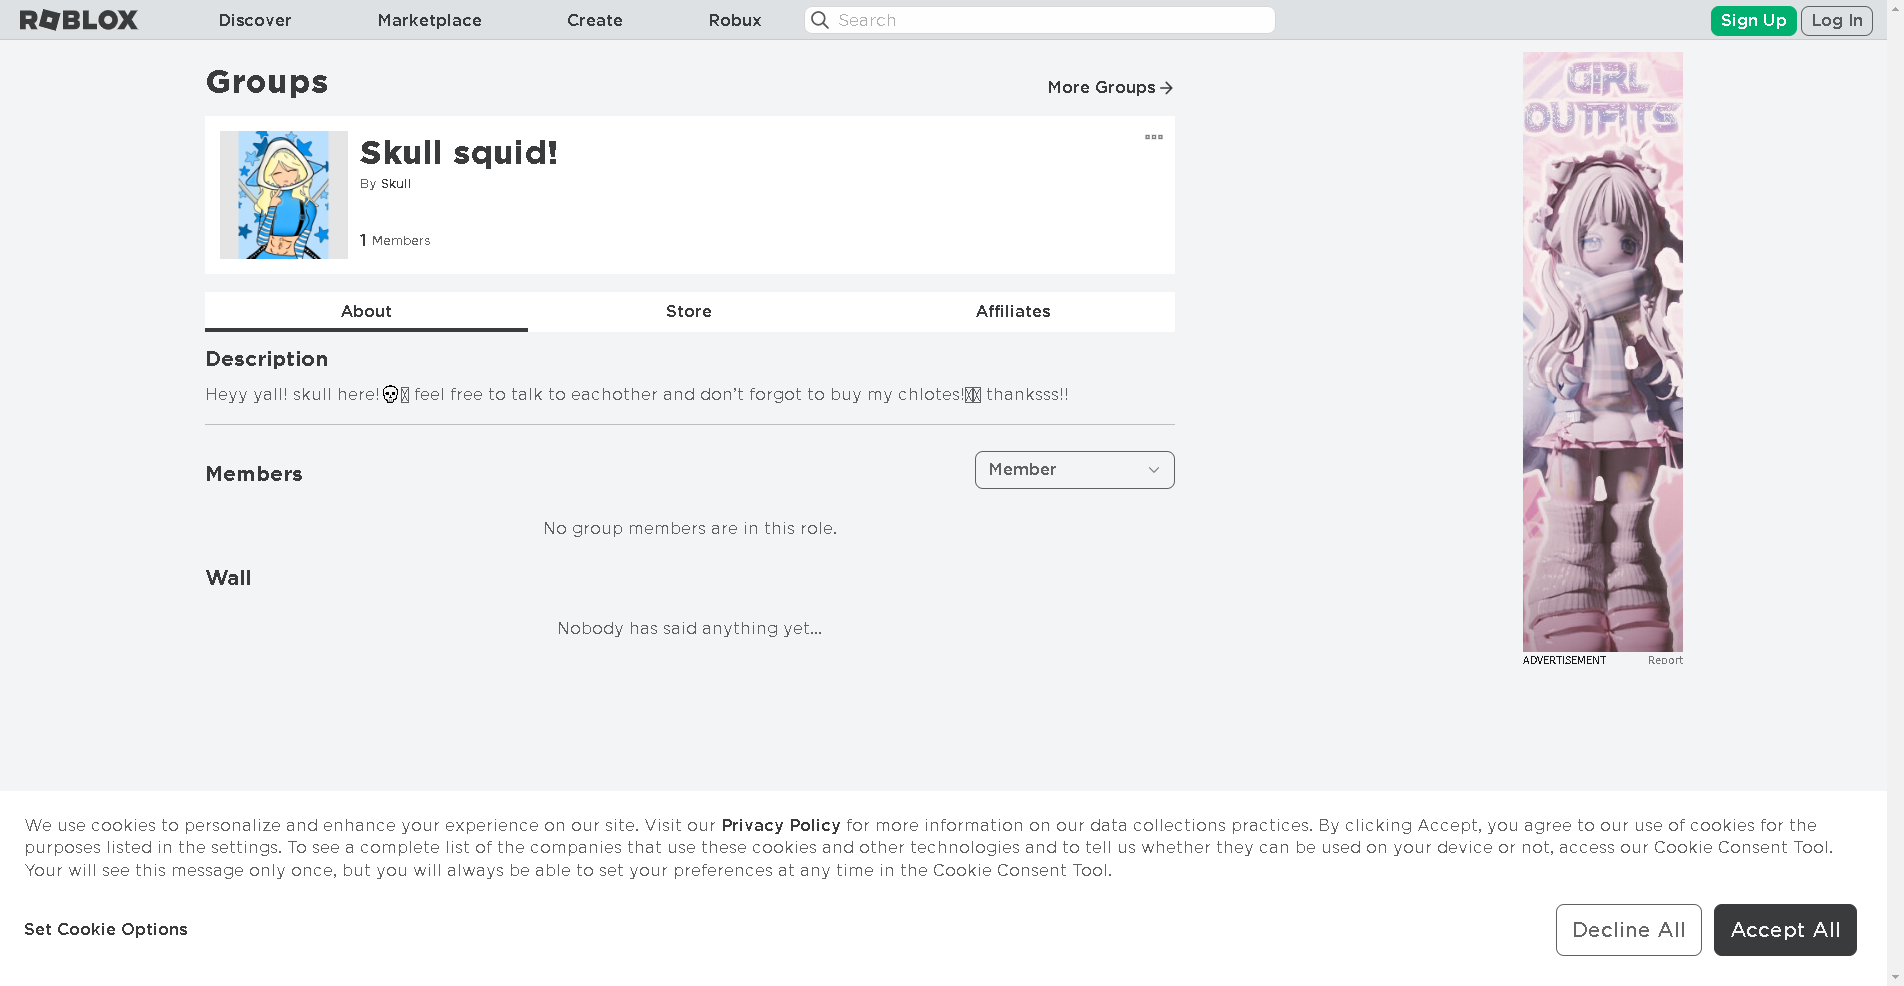 ROBLOX
Discover
Marketplace
Create
Robux
Search
Sign Up
Log In
Groups
More Groups
Skull squid!
By Skull
1 Members
About
Store
Affiliates
Description
Heyy yall! skull here!💀 feel free to talk to eachother and don’t forgot to buy my chlotes! thanksss!!
Members
Member
No group members are in this role.
Wall
Nobody has said anything yet...
GIRL
OUTFITS
ADVERTISEMENT
Report
We use cookies to personalize and enhance your experience on our site. Visit our Privacy Policy for more information on our data collections practices. By clicking Accept, you agree to our use of cookies for the
purposes listed in the settings. To see a complete list of the companies that use these cookies and other technologies and to tell us whether they can be used on your device or not, access our Cookie Consent Tool.
Your will see this message only once, but you will always be able to set your preferences at any time in the Cookie Consent Tool.
Set Cookie Options
Decline All
Accept All